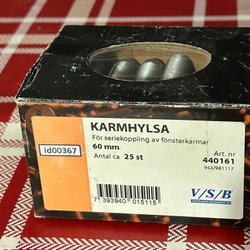 KARMHYLSA
För seriekoppling av fönsterkarmar
id00367
60 mm
Antal ca 25 st
Art. nr
440161
943/981117
7 393940 015115
V/S/B